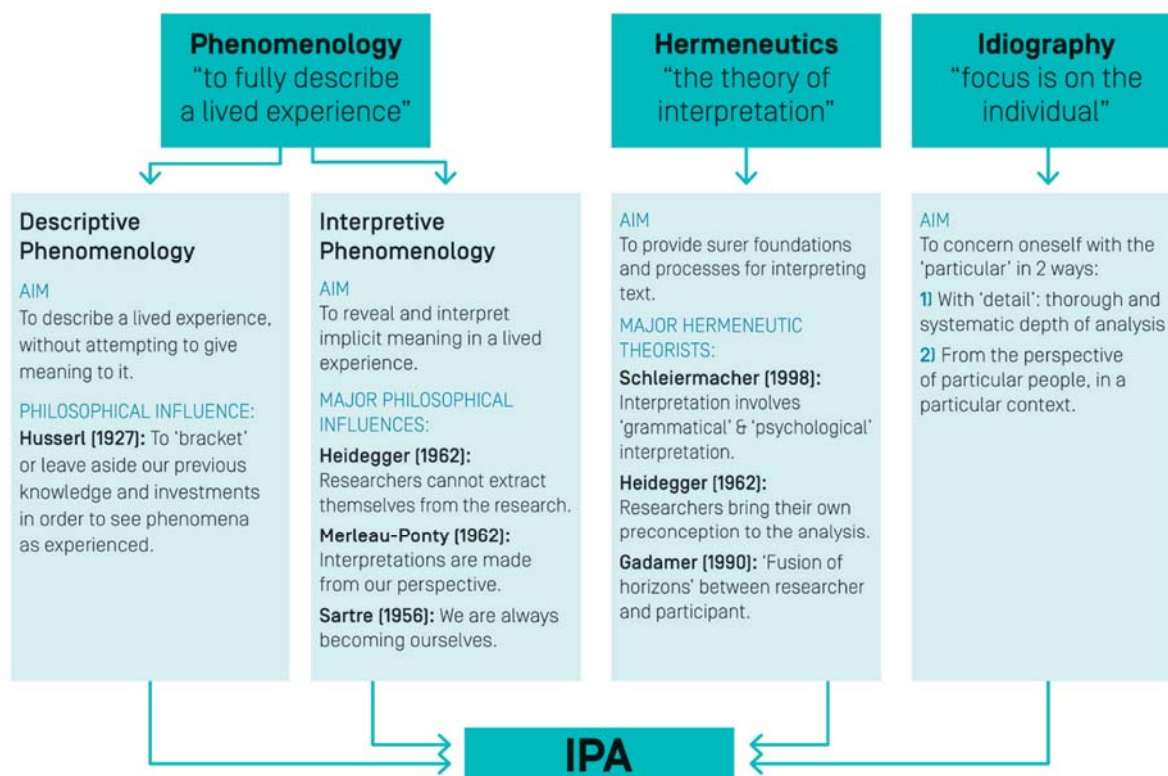 Phenomenology
“to fully describe
a lived experience”
Hermeneutics
“the theory of
interpretation”
Idiography
“focus is on the
individual”
Descriptive
Phenomenology
AIM
To describe a lived experience,
without attempting to give
meaning to it.
PHILOSOPHICAL INFLUENCE:
Husserl (1927): To ‘bracket’
or leave aside our previous
knowledge and investments
in order to see phenomena
as experienced.
Interpretive
Phenomenology
AIM
To reveal and interpret
implicit meaning in a lived
experience.
MAJOR PHILOSOPHICAL
INFLUENCES:
Heidegger (1962):
Researchers cannot extract
themselves from the research.
Merleau-Ponty (1962):
Interpretations are made
from our perspective.
Sartre (1956): We are always
becoming ourselves.
AIM
To provide surer foundations
and processes for interpreting
text.
MAJOR HERMENEUTIC
THEORISTS:
Schleiermacher (1998):
Interpretation involves
‘grammatical’ & ‘psychological’
interpretation.
Heidegger (1962):
Researchers bring their own
preconception to the analysis.
Gadamer (1990): ‘Fusion of
horizons’ between researcher
and participant.
AIM
To concern oneself with the
‘particular’ in 2 ways:
1) With ‘detail’: thorough and
systematic depth of analysis
2) From the perspective
of particular people, in a
particular context.
IPA